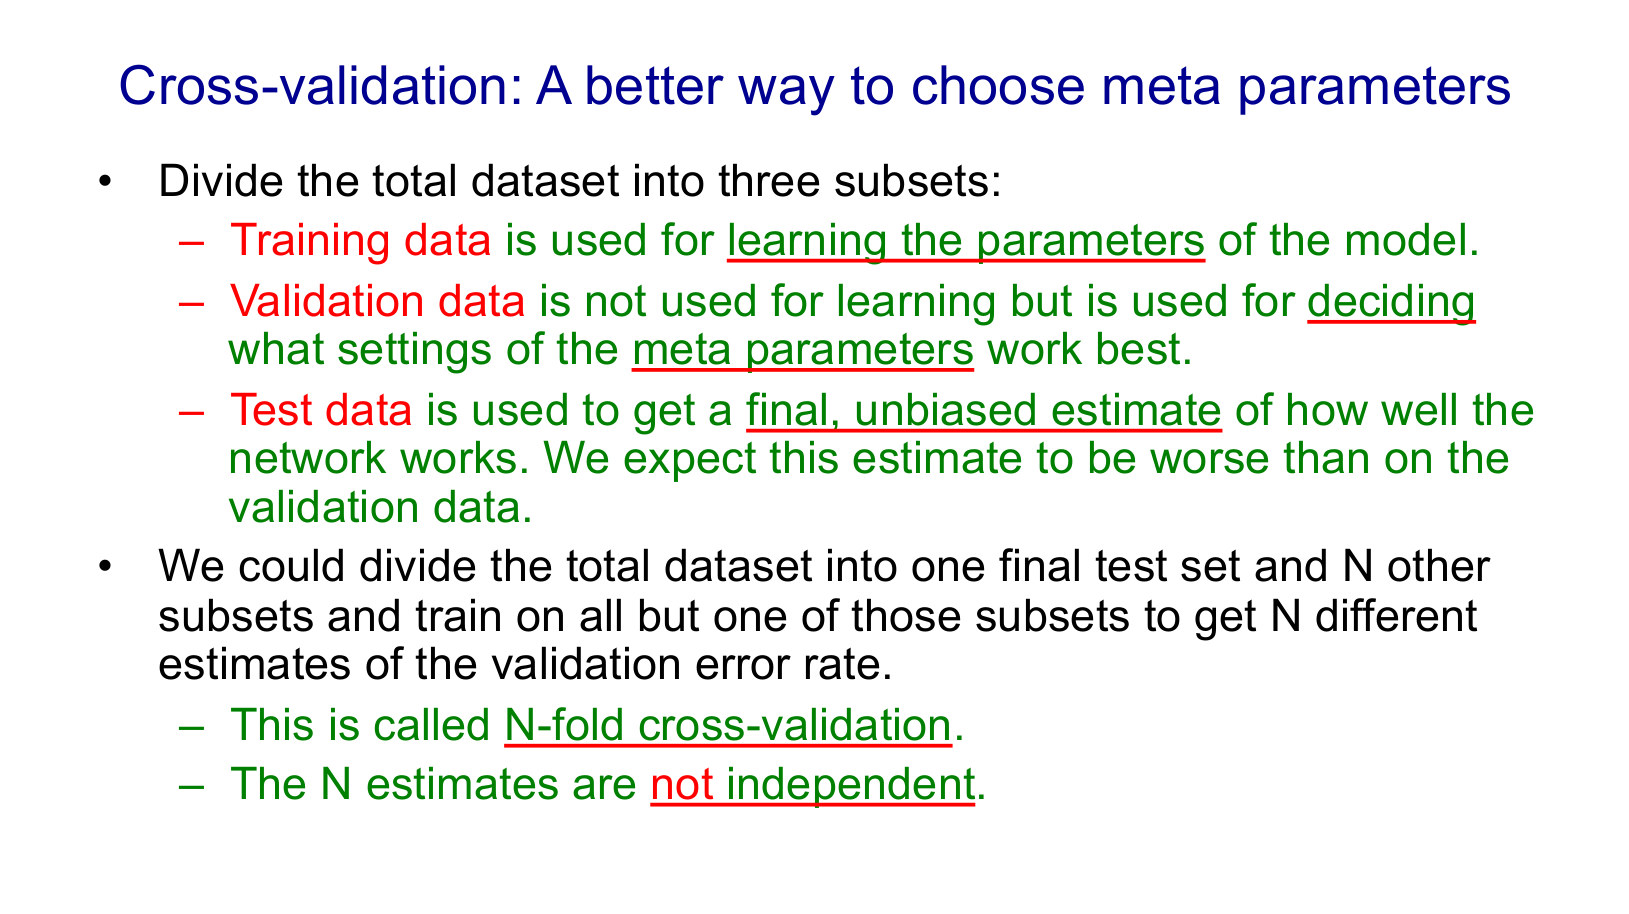 Cross-validation: A better way to choose meta parameters
• Divide the total dataset into three subsets:
– Training data is used for learning the parameters of the model.
– Validation data is not used for learning but is used for deciding
what settings of the meta parameters work best.
– Test data is used to get a final, unbiased estimate of how well the
network works. We expect this estimate to be worse than on the
validation data.
• We could divide the total dataset into one final test set and N other
subsets and train on all but one of those subsets to get N different
estimates of the validation error rate.
– This is called N-fold cross-validation.
– The N estimates are not independent.